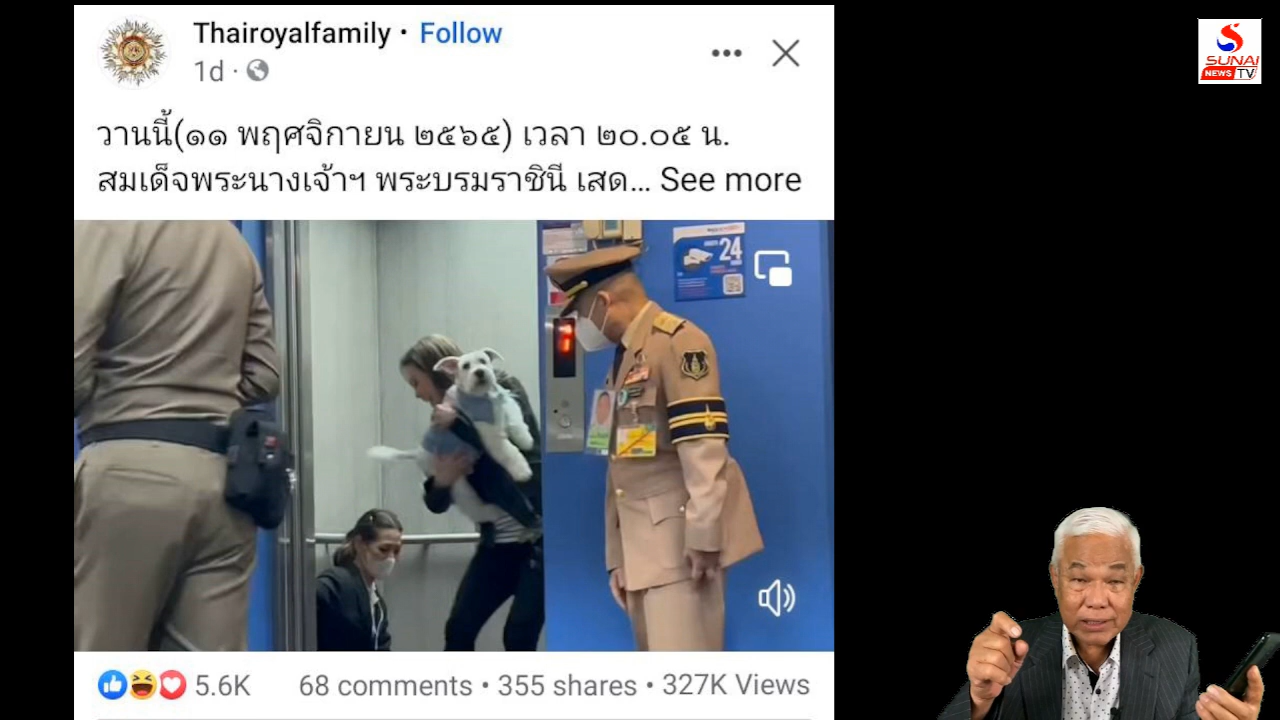 Thairoyalfamily · Follow
1d ·
วานนี้(๑๑ พฤศจิกายน ๒๕๖๕) เวลา ๒๐.๐๕ น.
สมเด็จพระนางเจ้าฯ พระบรมราชินี เสด... See more
24
5.6K
68 comments • 355 shares • 327K Views
SUNAI
NEWS TV